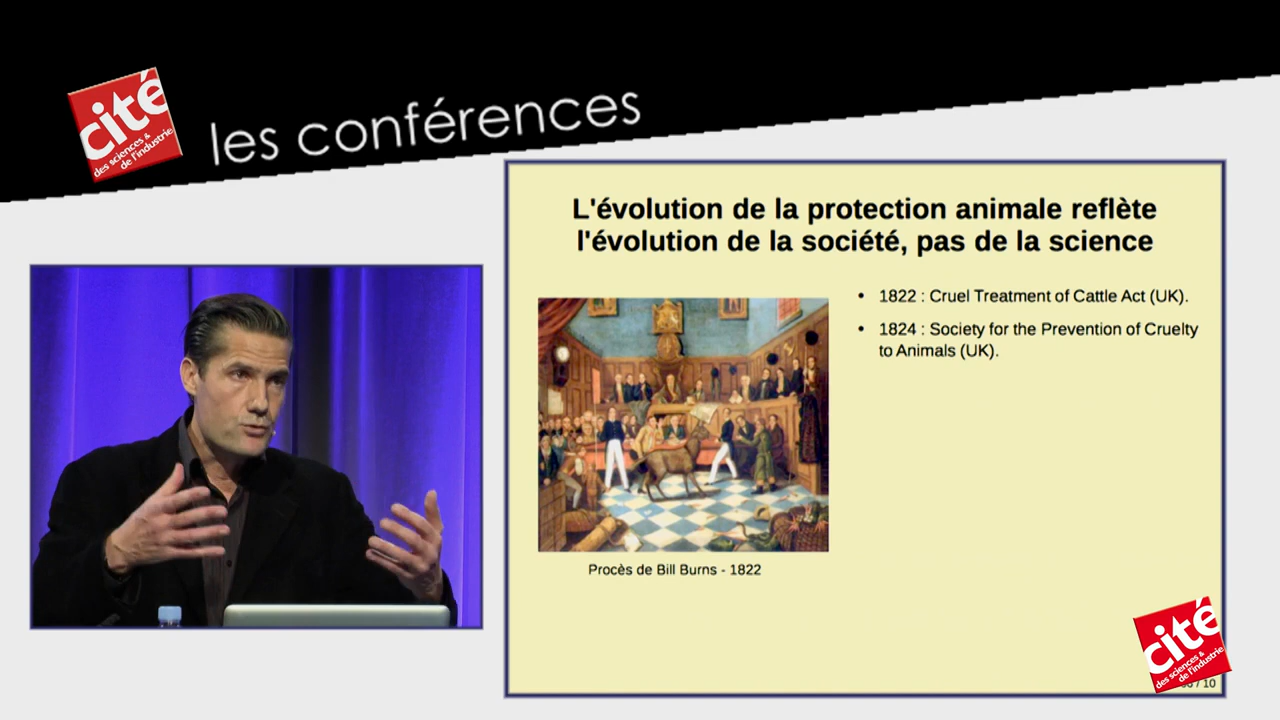 cité
des sciences &
de l'industrie
les conférences
L'évolution de la protection animale reflète
l'évolution de la société, pas de la science
• 1822 : Cruel Treatment of Cattle Act (UK).
• 1824 : Society for the Prevention of Cruelty
to Animals (UK).
Procès de Bill Burns - 1822
cité
des sciences &
de l'industrie
/ 10